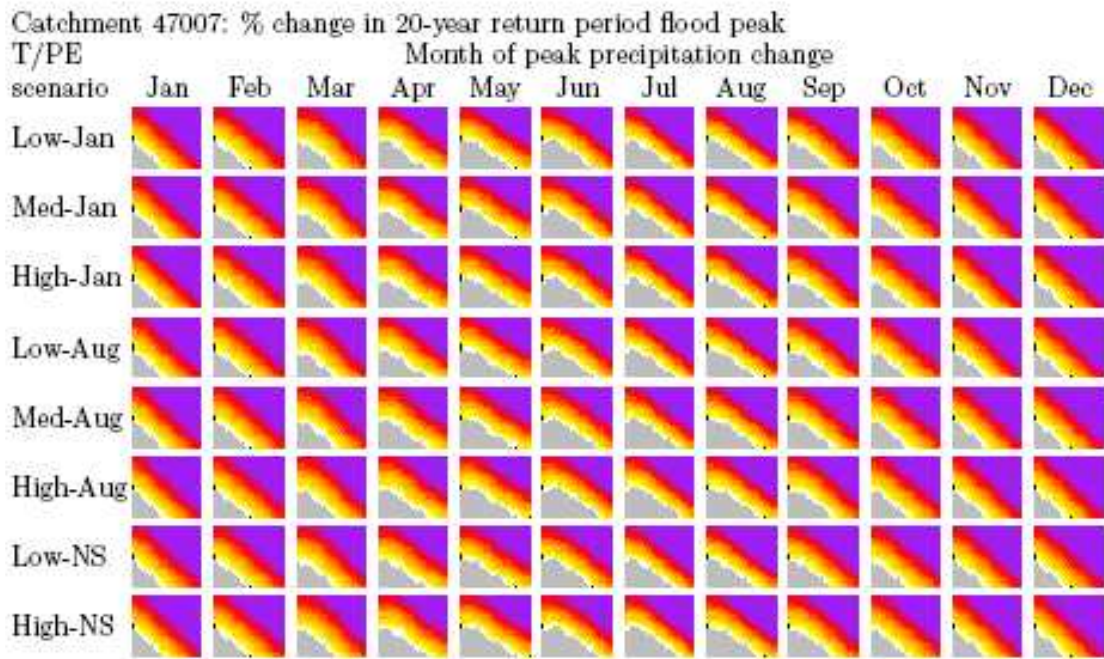 Catchment 47007: % change in 20-year return period flood peak
T/PE Month of peak precipitation change
scenario Jan Feb Mar Apr May Jun Jul Aug Sep Oct Nov Dec
Low-Jan
Med-Jan
High-Jan
Low-Aug
Med-Aug
High-Aug
Low-NS
High-NS